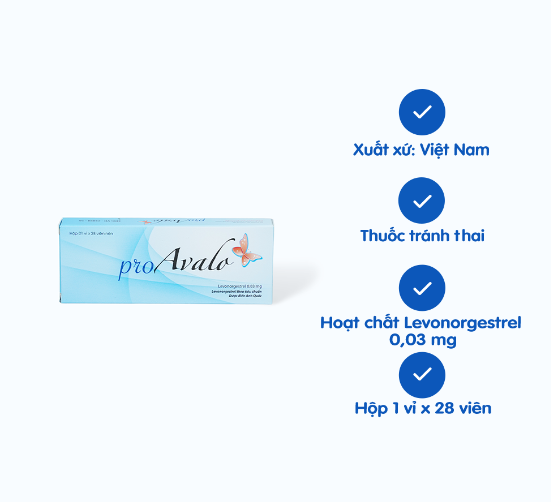 Hộp 01 vỉ x 28 viên nén
proAvalo
Levonorgestrel 0.03 mg
Xuất xứ: Việt Nam
Thuốc tránh thai
Hoạt chất Levonorgestrel
0,03 mg
Hộp 1 vỉ x 28 viên